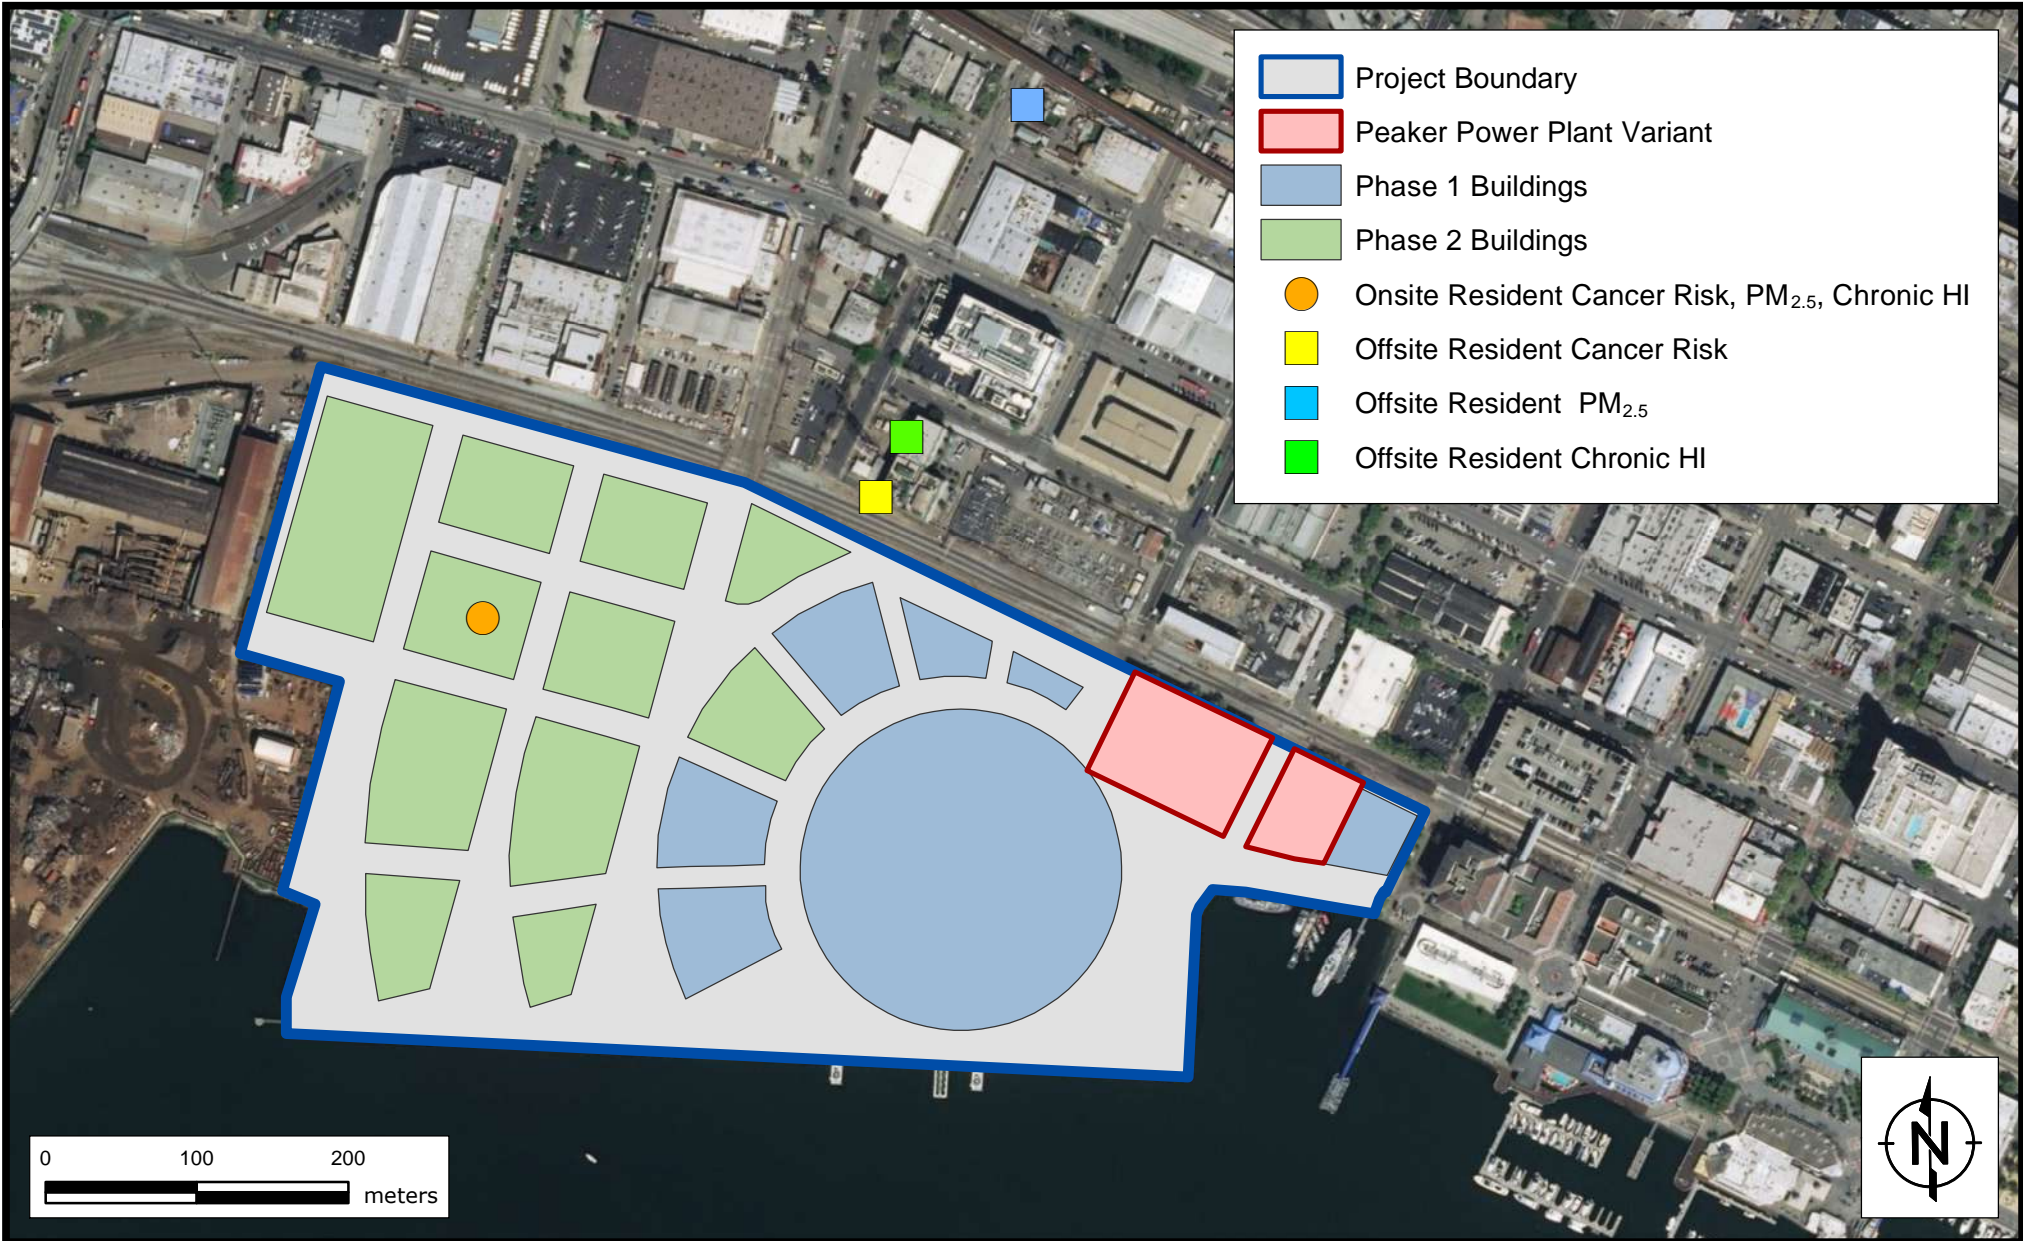 Project Boundary
Peaker Power Plant Variant
Phase 1 Buildings
Phase 2 Buildings
Onsite Resident Cancer Risk, PM2.5, Chronic HI
Offsite Resident Cancer Risk
Offsite Resident PM2.5
Offsite Resident Chronic HI
0 100 200
meters
N